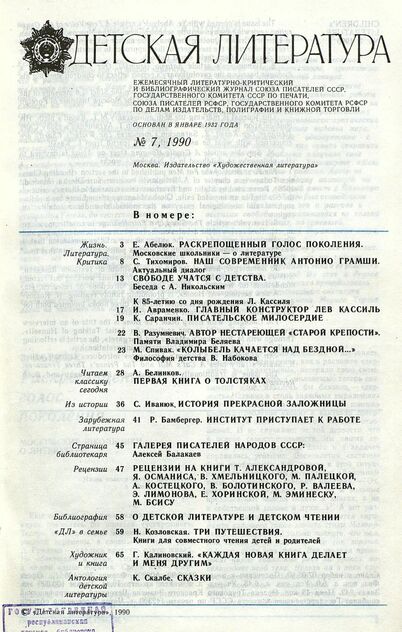 ДЕТСКАЯ ЛИТЕРАТУРА
ЕЖЕМЕСЯЧНЫЙ ЛИТЕРАТУРНО-КРИТИЧЕСКИЙ
И БИБЛИОГРАФИЧЕСКИЙ ЖУРНАЛ СОЮЗА ПИСАТЕЛЕЙ СССР,
ГОСУДАРСТВЕННОГО КОМИТЕТА СССР ПО ПЕЧАТИ,
СОЮЗА ПИСАТЕЛЕЙ РСФСР, ГОСУДАРСТВЕННОГО КОМИТЕТА РСФСР
ПО ДЕЛАМ ИЗДАТЕЛЬСТВ, ПОЛИГРАФИИ И КНИЖНОЙ ТОРГОВЛИ
ОСНОВАН В ЯНВАРЕ 1932 ГОДА
№ 7, 1990
Москва. Издательство «Художественная литература»
В номере:
Жизнь. 3 Е. Абелюк. РАСКРЕПОЩЕННЫЙ ГОЛОС ПОКОЛЕНИЯ.
Литература. Московские школьники — о литературе
Критика 8 С. Тихомиров. НАШ СОВРЕМЕННИК АНТОНИО ГРАМШИ.
Актуальный диалог
13 СВОБОДЕ УЧАТСЯ С ДЕТСТВА.
Беседа с А. Никольским
К 85-летию со дня рождения Л. Кассиля
17 И. Авраменко. ГЛАВНЫЙ КОНСТРУКТОР ЛЕВ КАССИЛЬ
19 К. Саранчин. ПИСАТЕЛЬСКОЕ МИЛОСЕРДИЕ
22 В. Разумневич. АВТОР НЕСТАРЕЮЩЕЙ «СТАРОЙ КРЕПОСТИ».
Памяти Владимира Беляева
23 М. Спивак. «КОЛЫБЕЛЬ КАЧАЕТСЯ НАД БЕЗДНОЙ...»
Философия детства В. Набокова
Читаем 28 А. Белинков.
классику ПЕРВАЯ КНИГА О ТОЛСТЯКАХ
сегодня
Из истории 36 С. Иванюк. ИСТОРИЯ ПРЕКРАСНОЙ ЗАЛОЖНИЦЫ
Зарубежная 41 Р. Бамбергер. ИНСТИТУТ ПРИСТУПАЕТ К РАБОТЕ
литература
Страница 45 ГАЛЕРЕЯ ПИСАТЕЛЕЙ НАРОДОВ СССР:
библиотекаря Алексей Балакаев
Рецензии 47 РЕЦЕНЗИИ НА КНИГИ Т. АЛЕКСАНДРОВОЙ,
Я. ОСМАНИСА, В. ХМЕЛЬНИЦКОГО, М. ПАЛЕЦКОЙ,
А. КОСТЕЦКОГО, В. БОЛОТИНСКОГО, Р. ВАЛЕЕВА,
Э. ЛИМОНОВА, Е. ХОРИНСКОЙ, М. ЭМИНЕСКУ,
М. БСИСУ
Библиография 58 О ДЕТСКОЙ ЛИТЕРАТУРЕ И ДЕТСКОМ ЧТЕНИИ
«ДЛ» в семье 59 Н. Козловская. ТРИ ПУТЕШЕСТВИЯ.
Книги для совместного чтения детей и родителей
Художник 65 Г. Калиновский. «КАЖДАЯ НОВАЯ КНИГА ДЕЛАЕТ
и книга И МЕНЯ ДРУГИМ»
Антология К. Скалбе. СКАЗКИ
детской
литературы
© «Детская литература», 1990
ГОСУДАРСТВЕННАЯ
республиканская